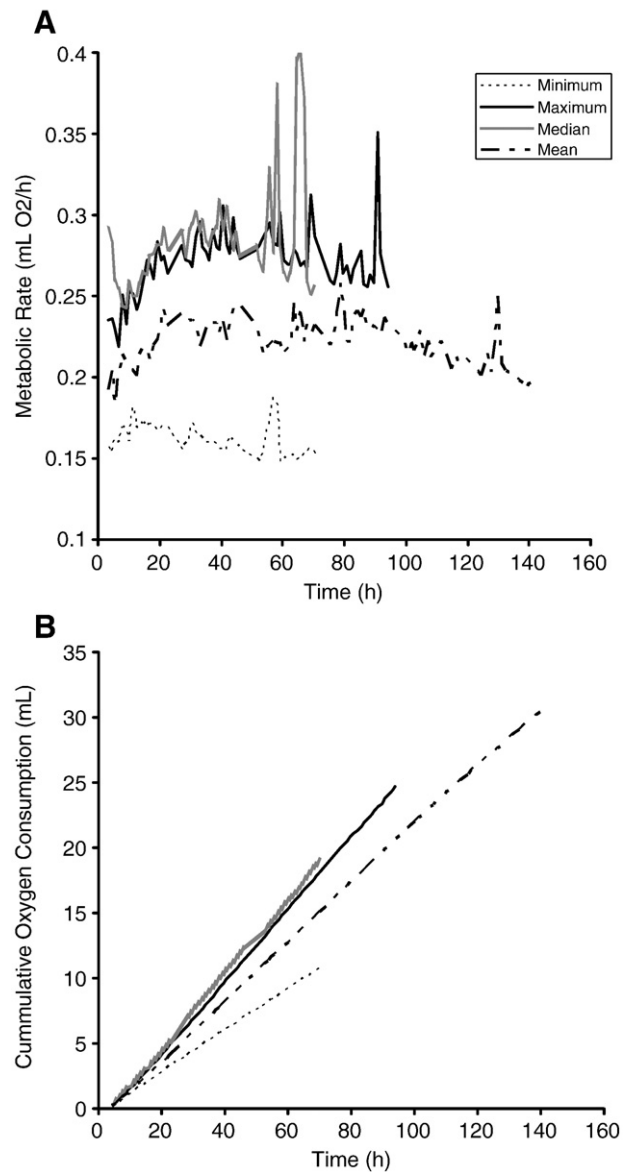 A
0.4
0.35
0.3
0.25
0.2
0.15
0.1
Metabolic Rate (mL O2/h)
Minimum
Maximum
Median
Mean
0 20 40 60 80 100 120 140 160
Time (h)
B
35
30
25
20
15
10
5
0
Cummulative Oxygen Consumption (mL)
0 20 40 60 80 100 120 140 160
Time (h)